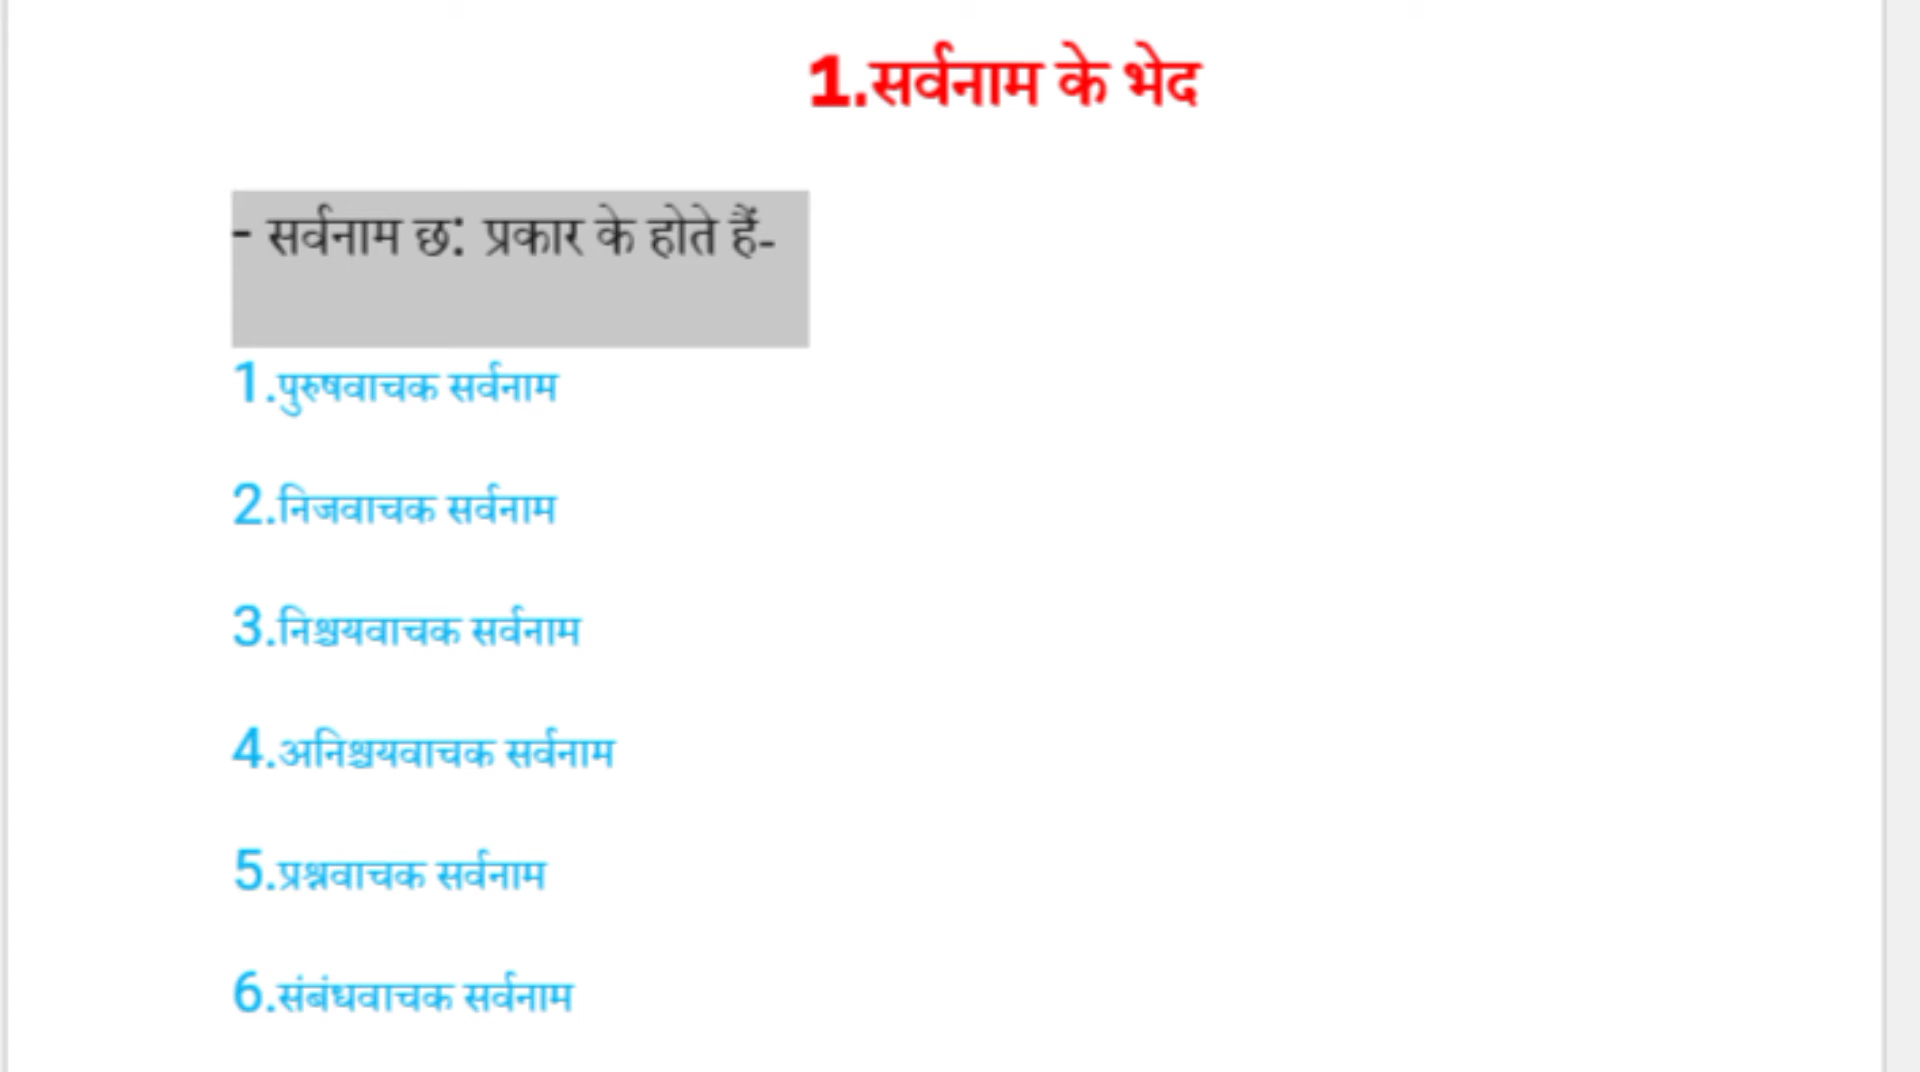 1.सर्वनाम के भेद
- सर्वनाम छ: प्रकार के होते हैं-
1.पुरुषवाचक सर्वनाम
2.निजवाचक सर्वनाम
3.निश्चयवाचक सर्वनाम
4.अनिश्चयवाचक सर्वनाम
5.प्रश्नवाचक सर्वनाम
6.संबंधवाचक सर्वनाम